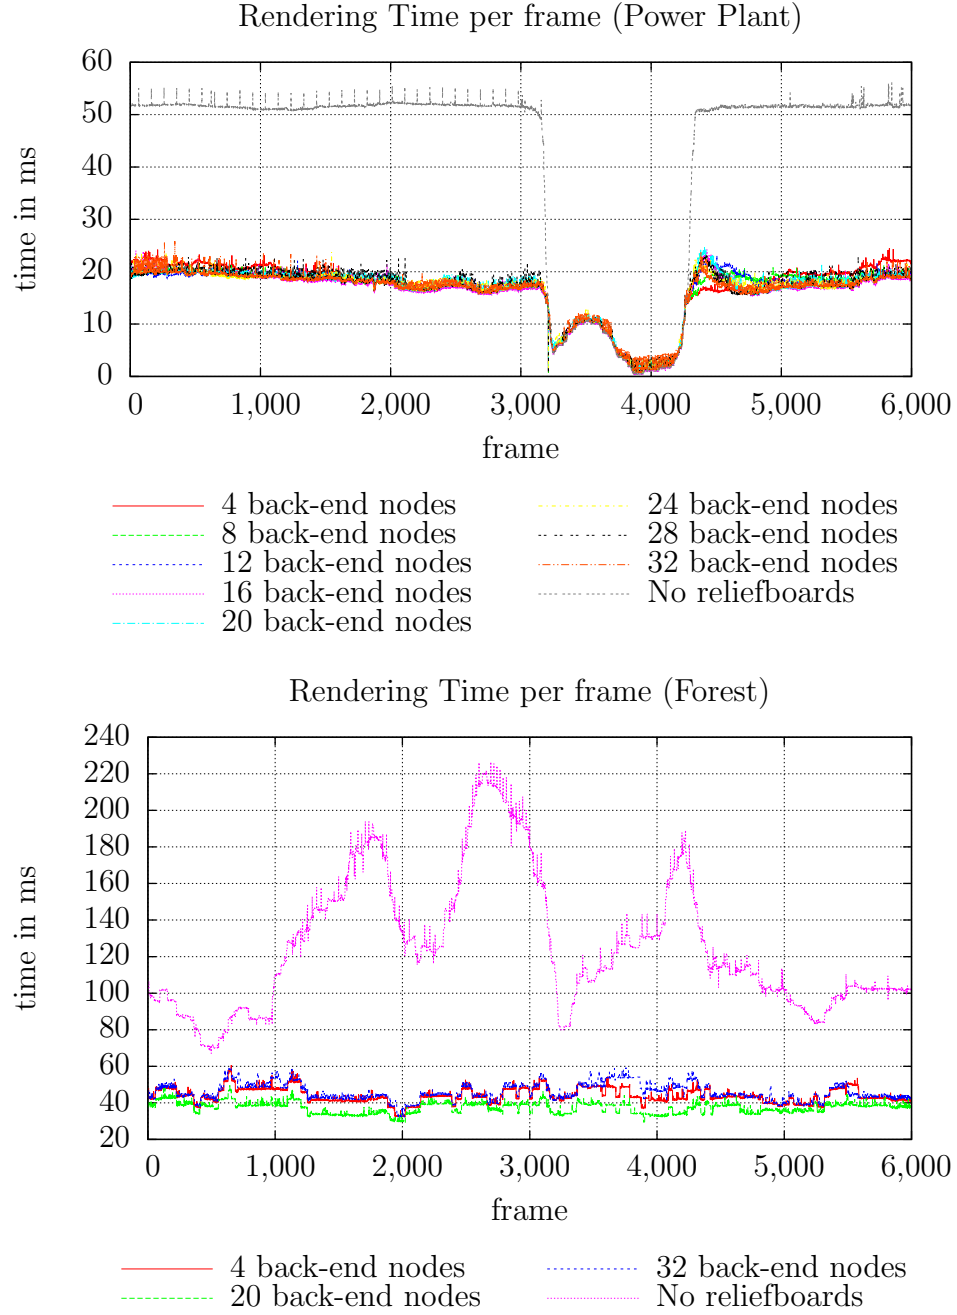 Rendering Time per frame (Power Plant)
60
50
40
30
20
10
0
time in ms
0 1,000 2,000 3,000 4,000 5,000 6,000
frame
4 back-end nodes
8 back-end nodes
12 back-end nodes
16 back-end nodes
20 back-end nodes
24 back-end nodes
28 back-end nodes
32 back-end nodes
No reliefboards
Rendering Time per frame (Forest)
240
220
200
180
160
140
120
100
80
60
40
20
time in ms
0 1,000 2,000 3,000 4,000 5,000 6,000
frame
4 back-end nodes
20 back-end nodes
32 back-end nodes
No reliefboards